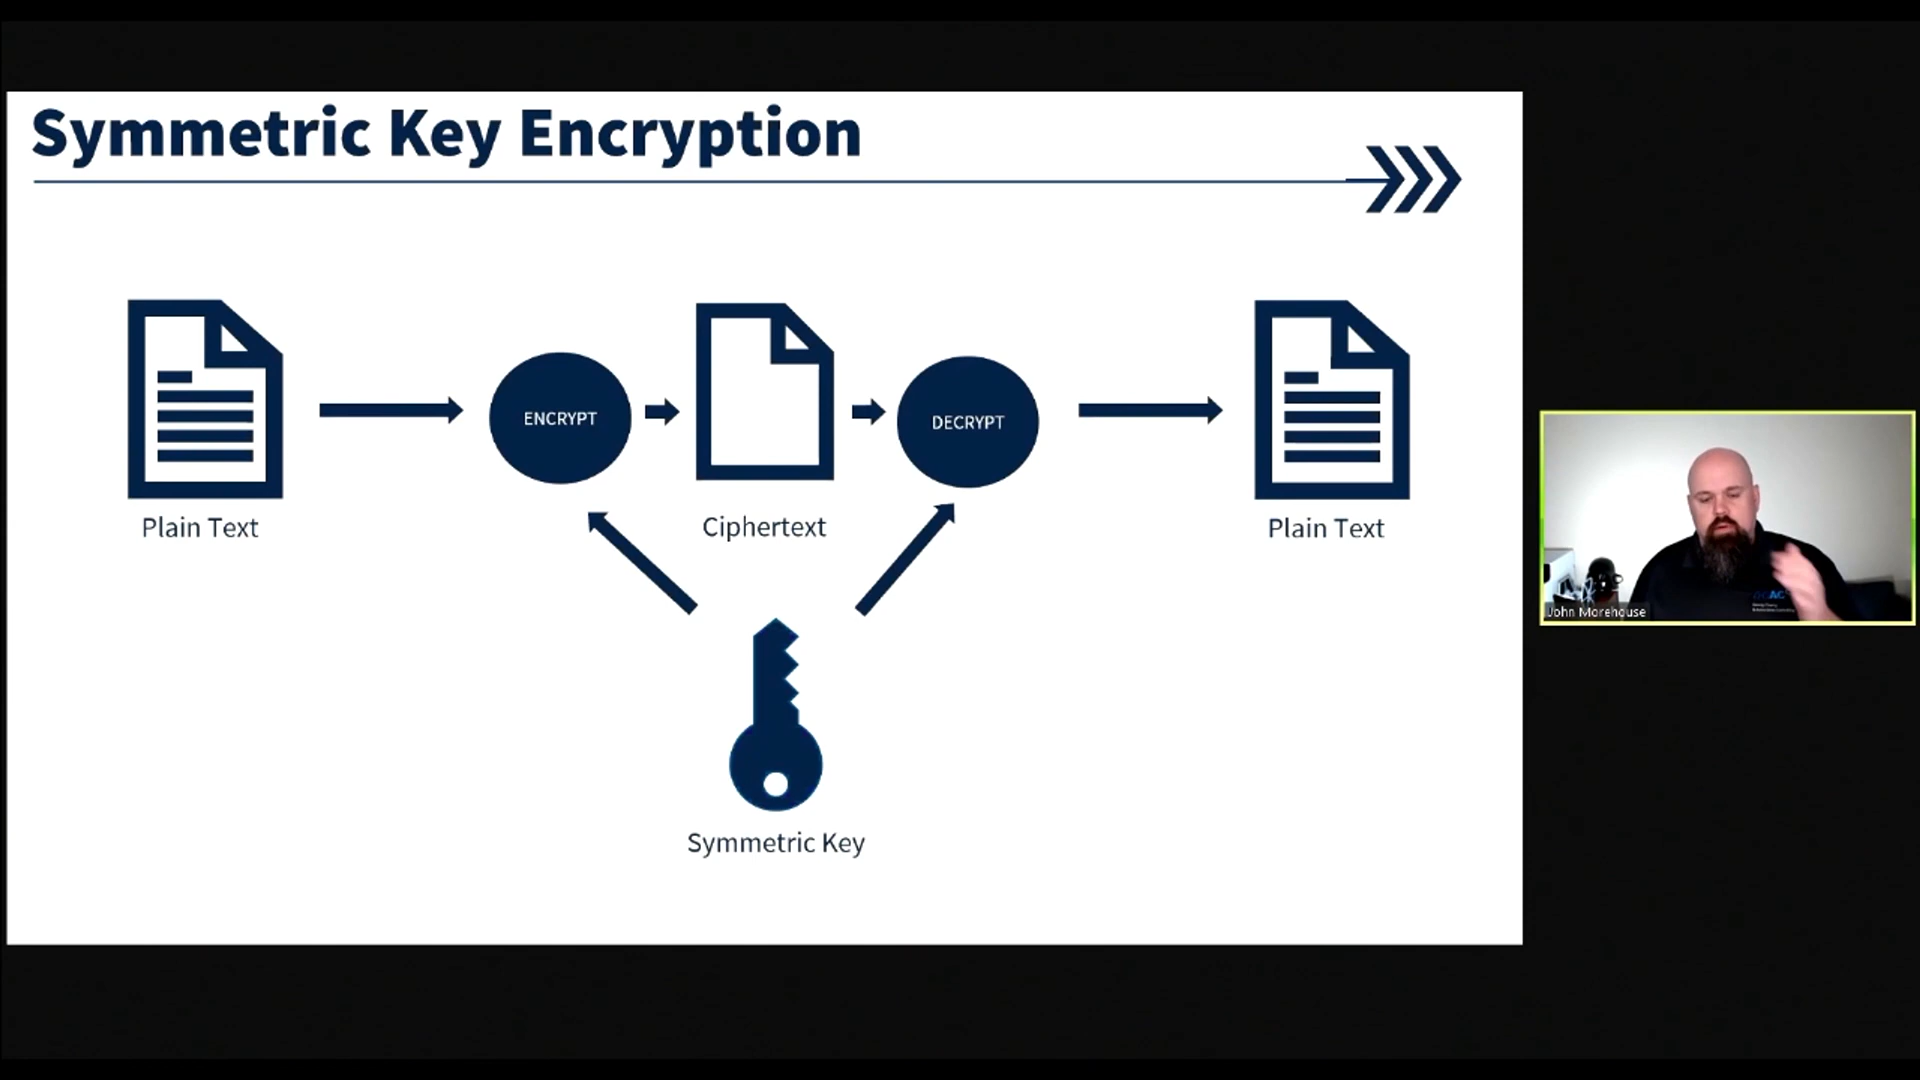 Symmetric Key Encryption
ENCRYPT
DECRYPT
Plain Text
Ciphertext
Plain Text
Symmetric Key
John Morehouse